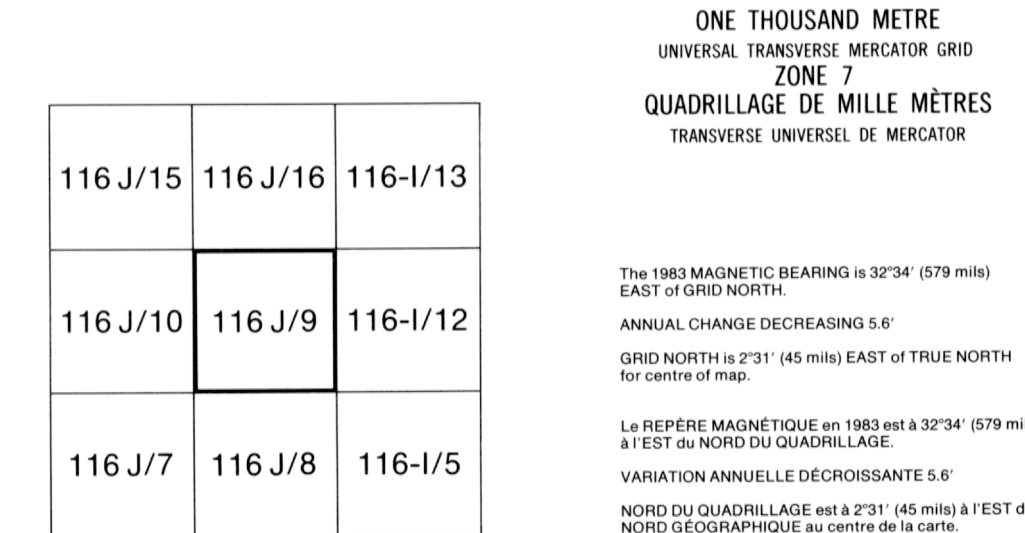 ONE THOUSAND METRE
UNIVERSAL TRANSVERSE MERCATOR GRID
ZONE 7
QUADRILLAGE DE MILLE MÈTRES
TRANSVERSE UNIVERSEL DE MERCATOR
116 J/15 116 J/16 116-I/13
116 J/10 116 J/9 116-I/12
116 J/7 116 J/8 116-I/5
The 1983 MAGNETIC BEARING is 32°34′ (579 mils)
EAST of GRID NORTH.
ANNUAL CHANGE DECREASING 5.6′
GRID NORTH is 2°31′ (45 mils) EAST of TRUE NORTH
for centre of map.
Le REPÈRE MAGNÉTIQUE en 1983 est à 32°34′ (579 mil
à l'EST du NORD DU QUADRILLAGE.
VARIATION ANNUELLE DÉCROISSANTE 5.6′
NORD DU QUADRILLAGE est à 2°31′ (45 mils) à l'EST d
NORD GÉOGRAPHIQUE au centre de la carte.